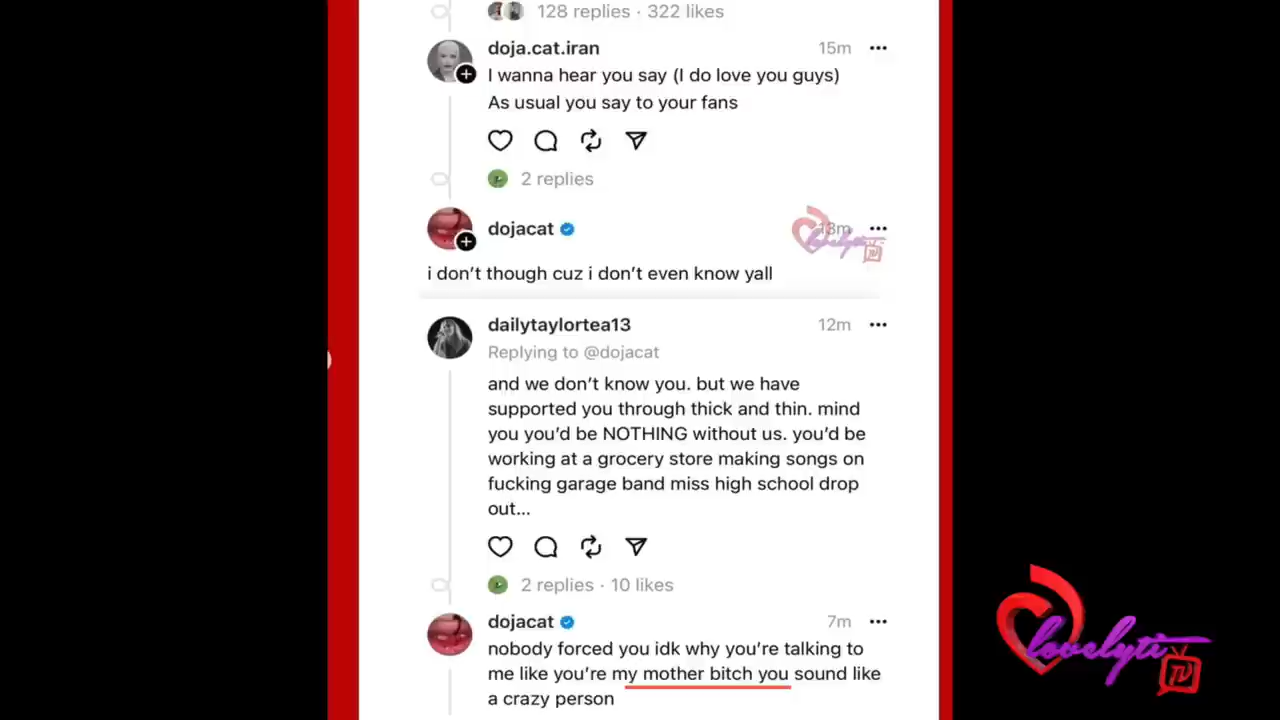 128 replies · 322 likes
doja.cat.iran 15m
I wanna hear you say (I do love you guys)
As usual you say to your fans
2 replies
dojacat 13m
lovelyti TV
i don't though cuz i don't even know yall
dailytaylortea13 12m
Replying to @dojacat
and we don't know you. but we have
supported you through thick and thin. mind
you you'd be NOTHING without us. you'd be
working at a grocery store making songs on
fucking garage band miss high school drop
out...
2 replies · 10 likes
dojacat 7m
nobody forced you idk why you're talking to
me like you're my mother bitch you sound like
a crazy person
lovelyti TV